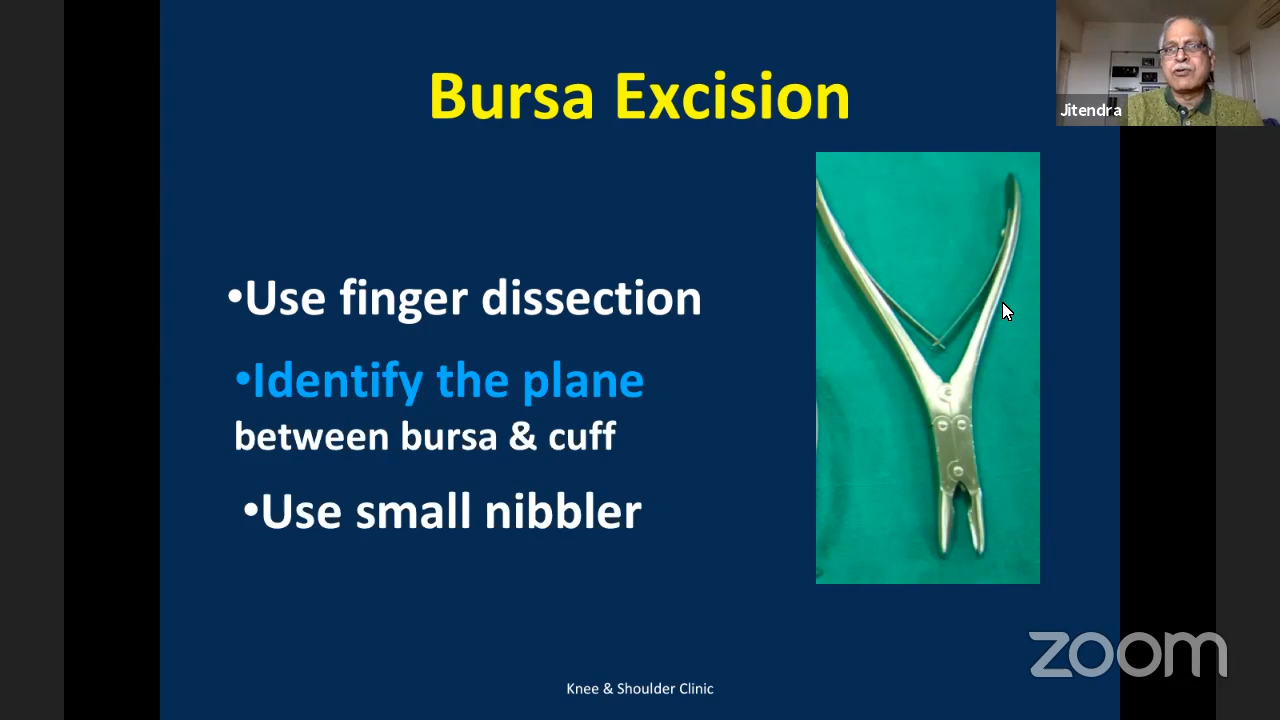 Bursa Excision
Jitendra
•Use finger dissection
•Identify the plane
between bursa & cuff
•Use small nibbler
zoom
Knee & Shoulder Clinic